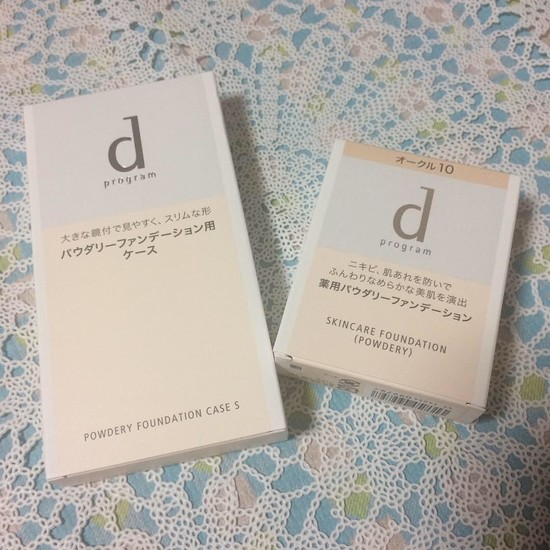 d
program
大きな鏡付で見やすく、スリムな形
パウダリーファンデーション用
ケース
POWDERY FOUNDATION CASE S
オークル10
d
program
ニキビ、肌あれを防いで
ふんわりなめらかな美肌を演出
薬用パウダリーファンデーション
SKINCARE FOUNDATION
(POWDERY)